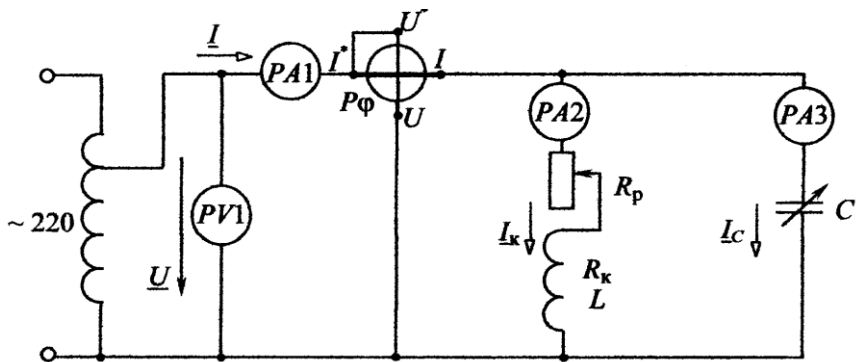 I
PA1
I*
U-
I
Pφ
U
PA2
PA3
~ 220
U
PV1
Rр
Iк
Rк
L
IC
C